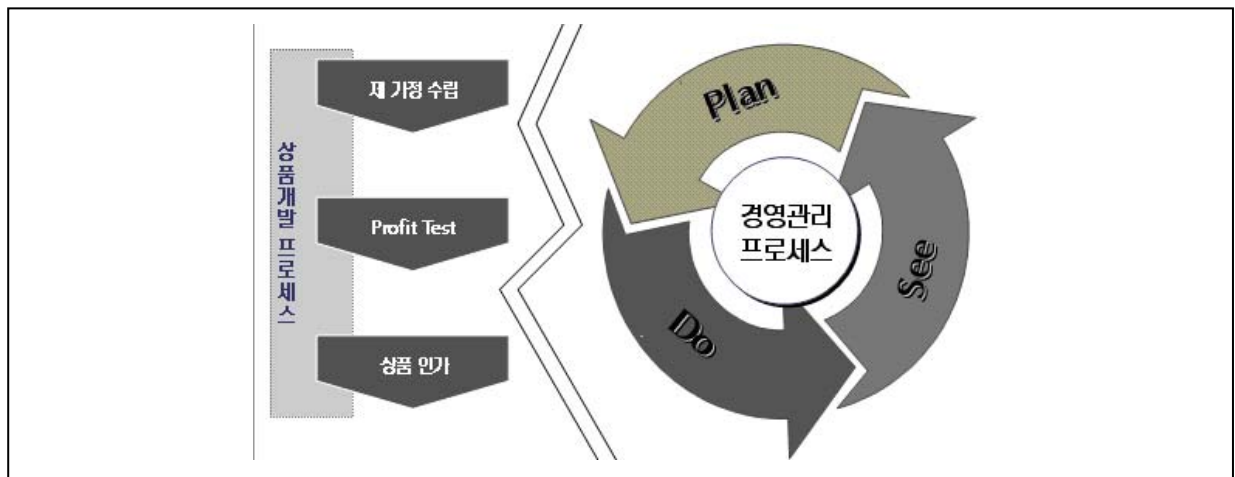 상품개발 프로세스
제 가정 수립
Profit Test
상품 인가
Plan
Do
See
경영관리
프로세스